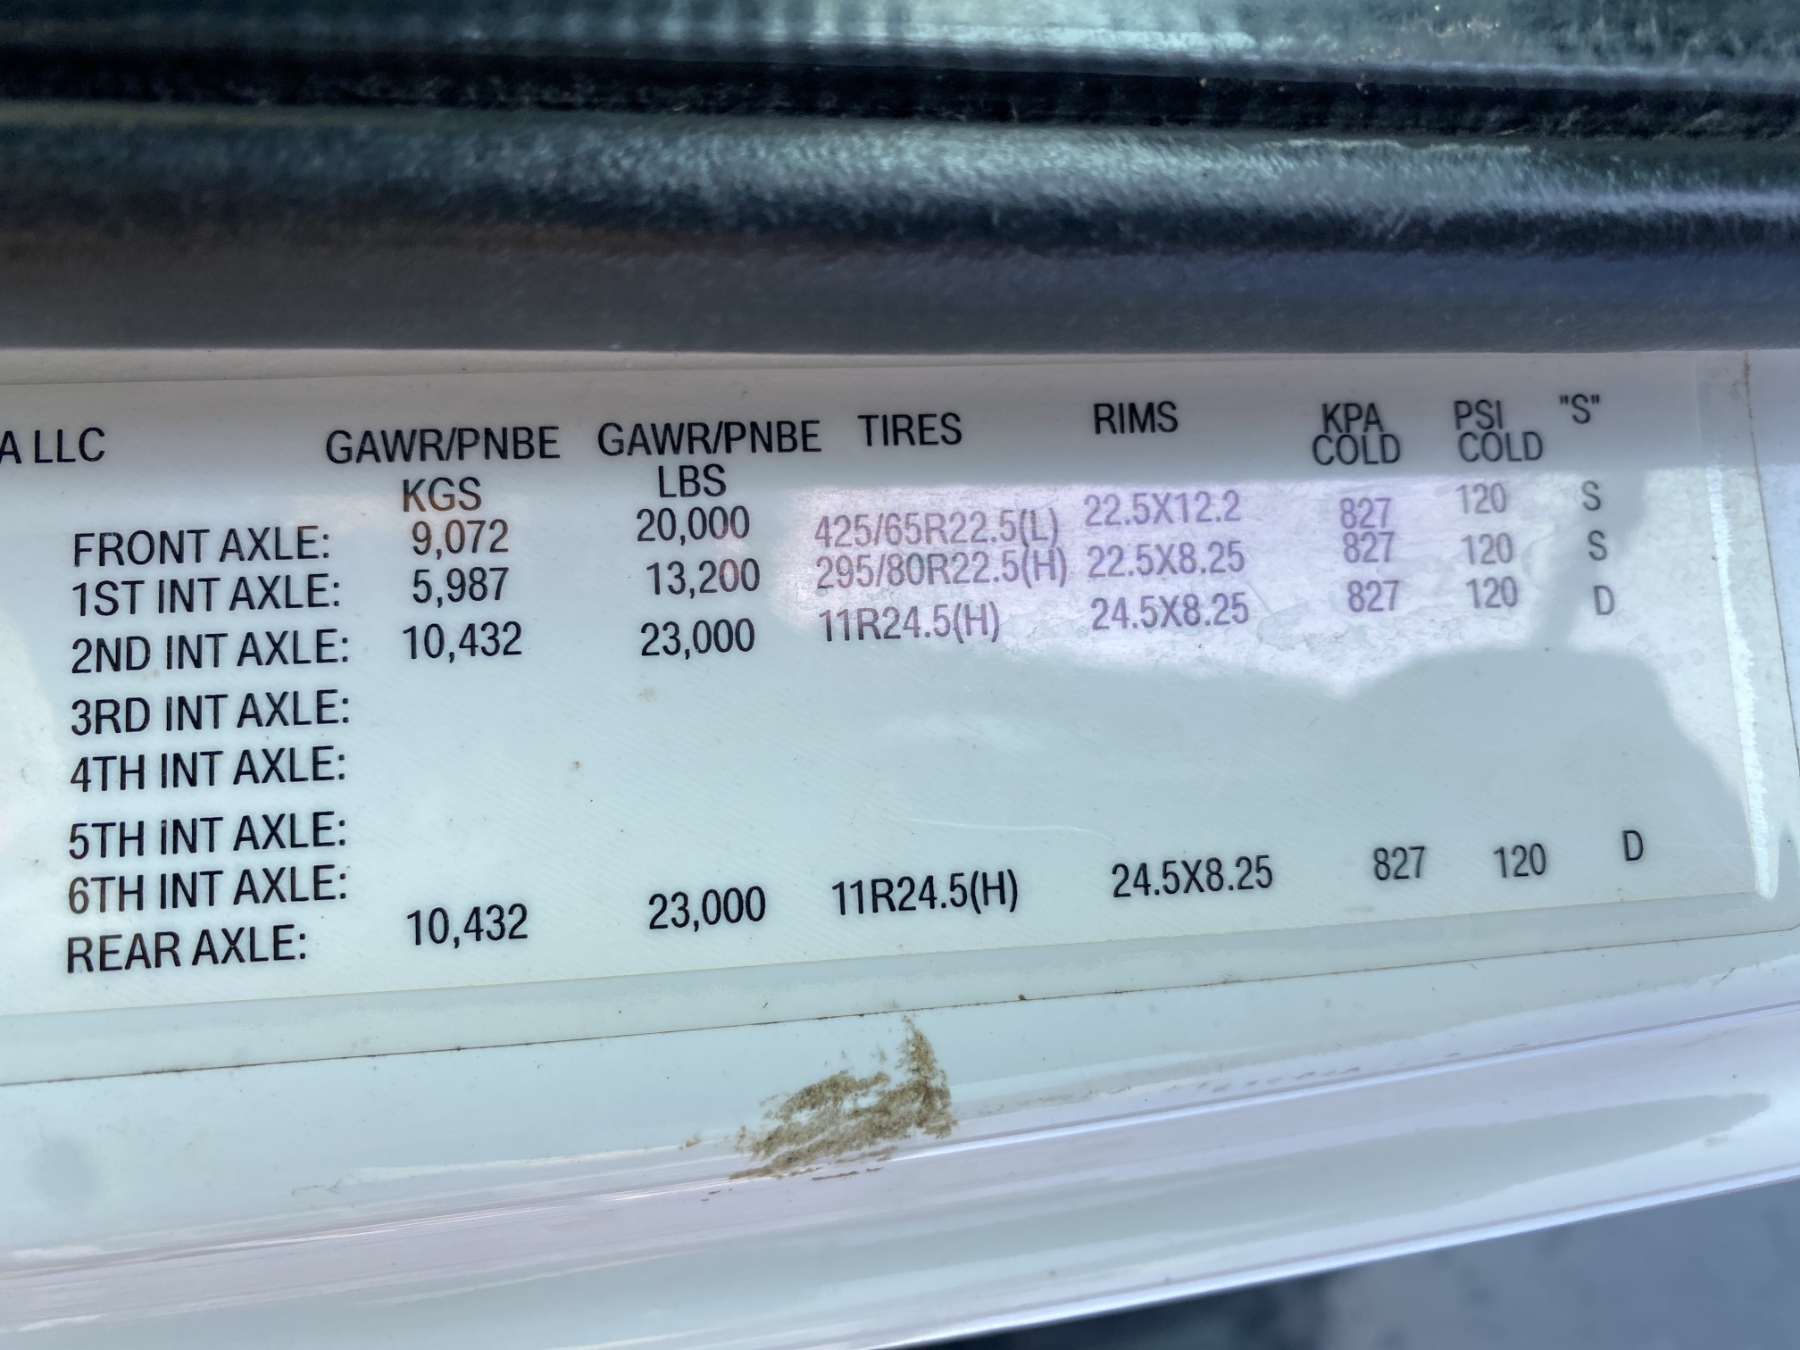 A LLC GAWR/PNBE GAWR/PNBE TIRES RIMS KPA PSI "S"
KGS LBS COLD COLD
FRONT AXLE: 9,072 20,000 425/65R22.5(L) 22.5X12.2 827 120 S
1ST INT AXLE: 5,987 13,200 295/80R22.5(H) 22.5X8.25 827 120 S
2ND INT AXLE: 10,432 23,000 11R24.5(H) 24.5X8.25 827 120 D
3RD INT AXLE:
4TH INT AXLE:
5TH INT AXLE:
6TH INT AXLE:
REAR AXLE: 10,432 23,000 11R24.5(H) 24.5X8.25 827 120 D